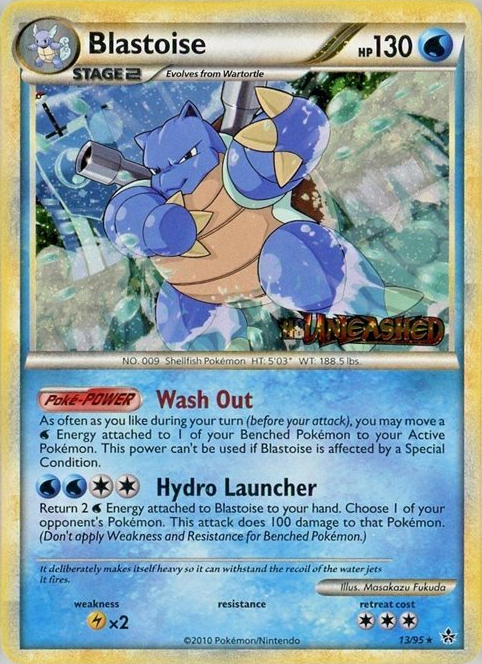 Blastoise
HP 130
STAGE 2
Evolves from Wartortle
HS UNLEASHED
NO. 009 Shellfish Pokémon HT: 5'03" WT: 188.5 lbs.
Poké-POWER Wash Out
As often as you like during your turn (before your attack), you may move a
Energy attached to 1 of your Benched Pokémon to your Active
Pokémon. This power can't be used if Blastoise is affected by a Special
Condition.
Hydro Launcher
Return 2 Energy attached to Blastoise to your hand. Choose 1 of your
opponent's Pokémon. This attack does 100 damage to that Pokémon.
(Don't apply Weakness and Resistance for Benched Pokémon.)
It deliberately makes itself heavy so it can withstand the recoil of the water jets
it fires.
Illus. Masakazu Fukuda
weakness resistance retreat cost
x2
©2010 Pokémon/Nintendo
13/95 ★